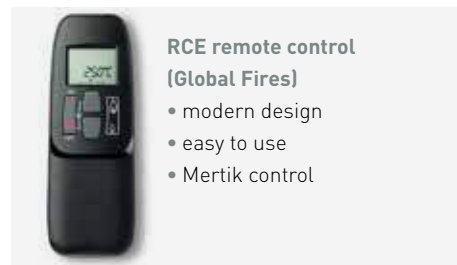 RCE remote control
(Global Fires)
• modern design
• easy to use
• Mertik control